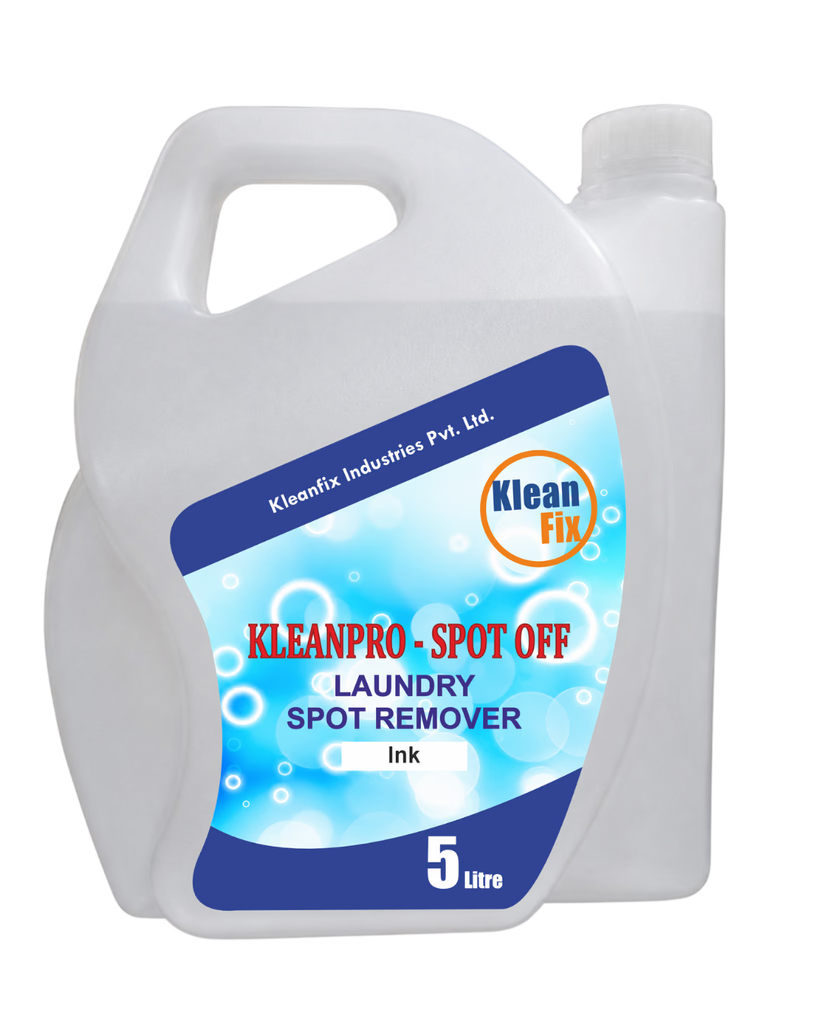 Kleanfix Industries Pvt. Ltd.
Klean
Fix
KLEANPRO - SPOT OFF
LAUNDRY
SPOT REMOVER
Ink
5 Litre